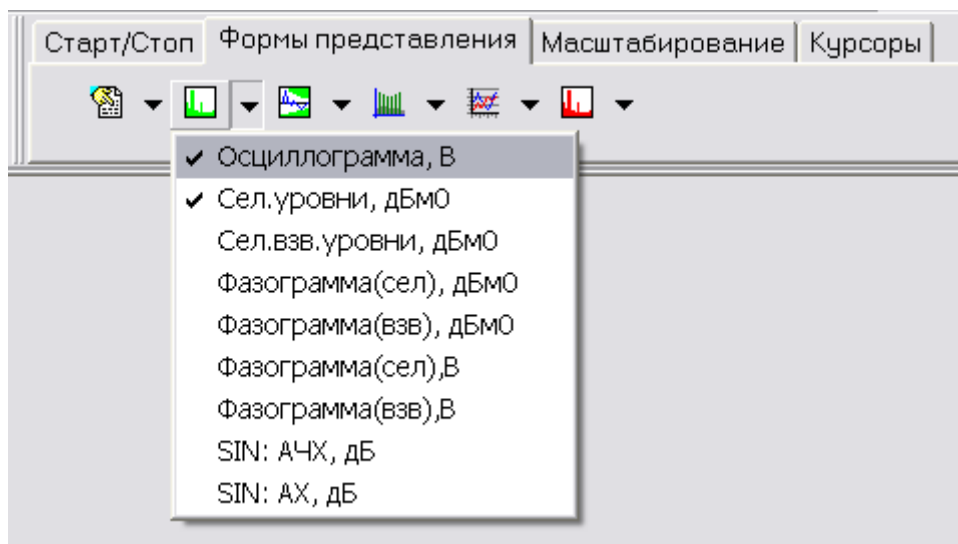 Старт/Стоп Формы представления Масштабирование Курсоры
Осциллограмма, В
Сел.уровни, дБм0
Сел.взв.уровни, дБм0
Фазограмма(сел), дБм0
Фазограмма(взв), дБм0
Фазограмма(сел),В
Фазограмма(взв),В
SIN: АЧХ, дБ
SIN: АХ, дБ